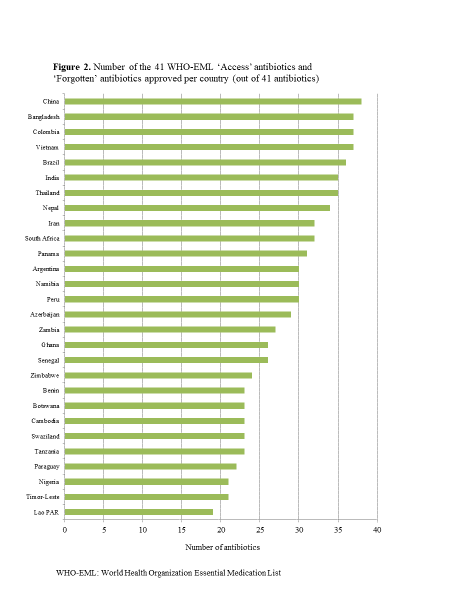 Figure 2. Number of the 41 WHO-EML ‘Access’ antibiotics and
‘Forgotten’ antibiotics approved per country (out of 41 antibiotics)
China
Bangladesh
Colombia
Vietnam
Brazil
India
Thailand
Nepal
Iran
South Africa
Panama
Argentina
Namibia
Peru
Azerbaijan
Zambia
Ghana
Senegal
Zimbabwe
Benin
Botswana
Cambodia
Swaziland
Tanzania
Paraguay
Nigeria
Timor-Leste
Lao PAR
0 5 10 15 20 25 30 35 40
Number of antibiotics
WHO-EML: World Health Organization Essential Medication List